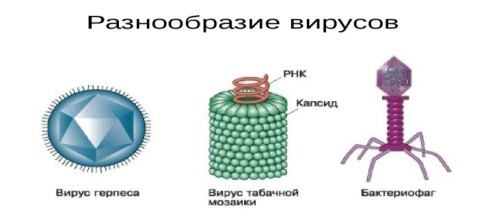 Разнообразие вирусов
РНК
Капсид
Вирус герпеса
Вирус табачной
мозаики
Бактериофаг